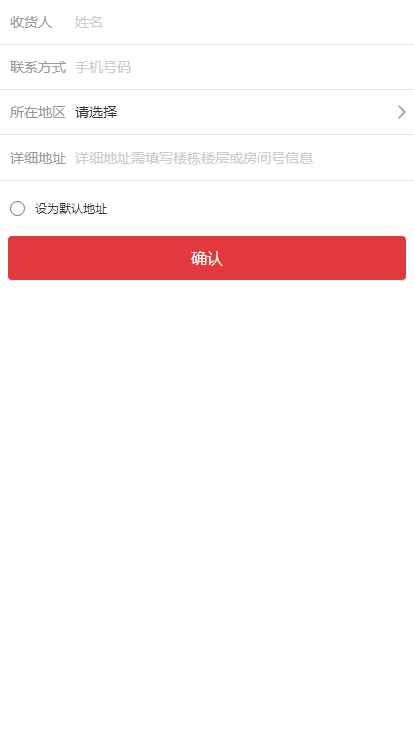 收货人 姓名
联系方式 手机号码
所在地区 请选择
详细地址 详细地址需填写楼栋楼层或房间号信息
设为默认地址
确认